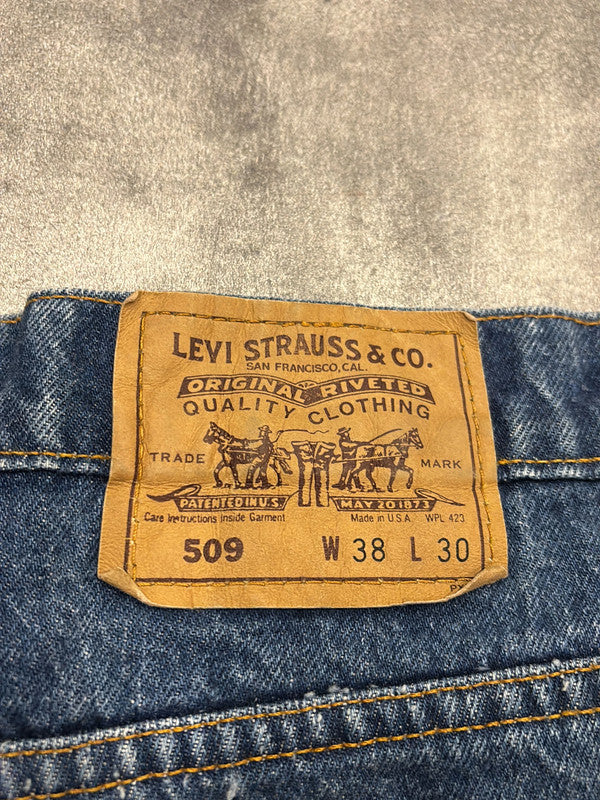 LEVI STRAUSS & CO.
SAN FRANCISCO, CAL.
ORIGINAL RIVETED
QUALITY CLOTHING
TRADE MARK
PATENTED IN U.S. MAY 20 1873
Care Instructions Inside Garment Made in U.S.A WPL 423
509 W 38 L 30